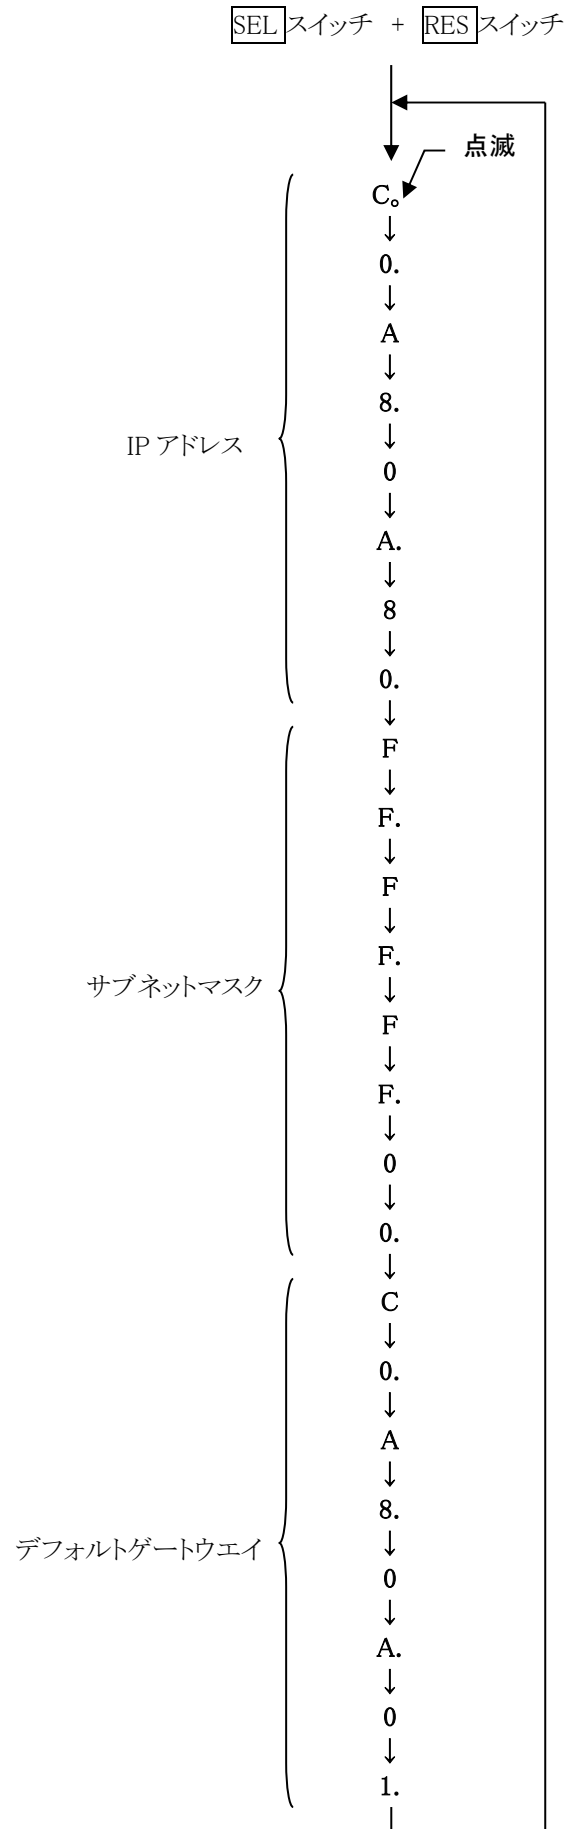 SEL スイッチ + RES スイッチ
点滅
C。
↓
0.
↓
A
↓
8.
↓
IP アドレス
0
↓
A.
↓
8
↓
0.
↓
F
↓
F.
↓
F
↓
F.
↓
サブネットマスク
F
↓
F.
↓
0
↓
0.
↓
C
↓
0.
↓
A
↓
8.
↓
デフォルトゲートウエイ
0
↓
A.
↓
0
↓
1.